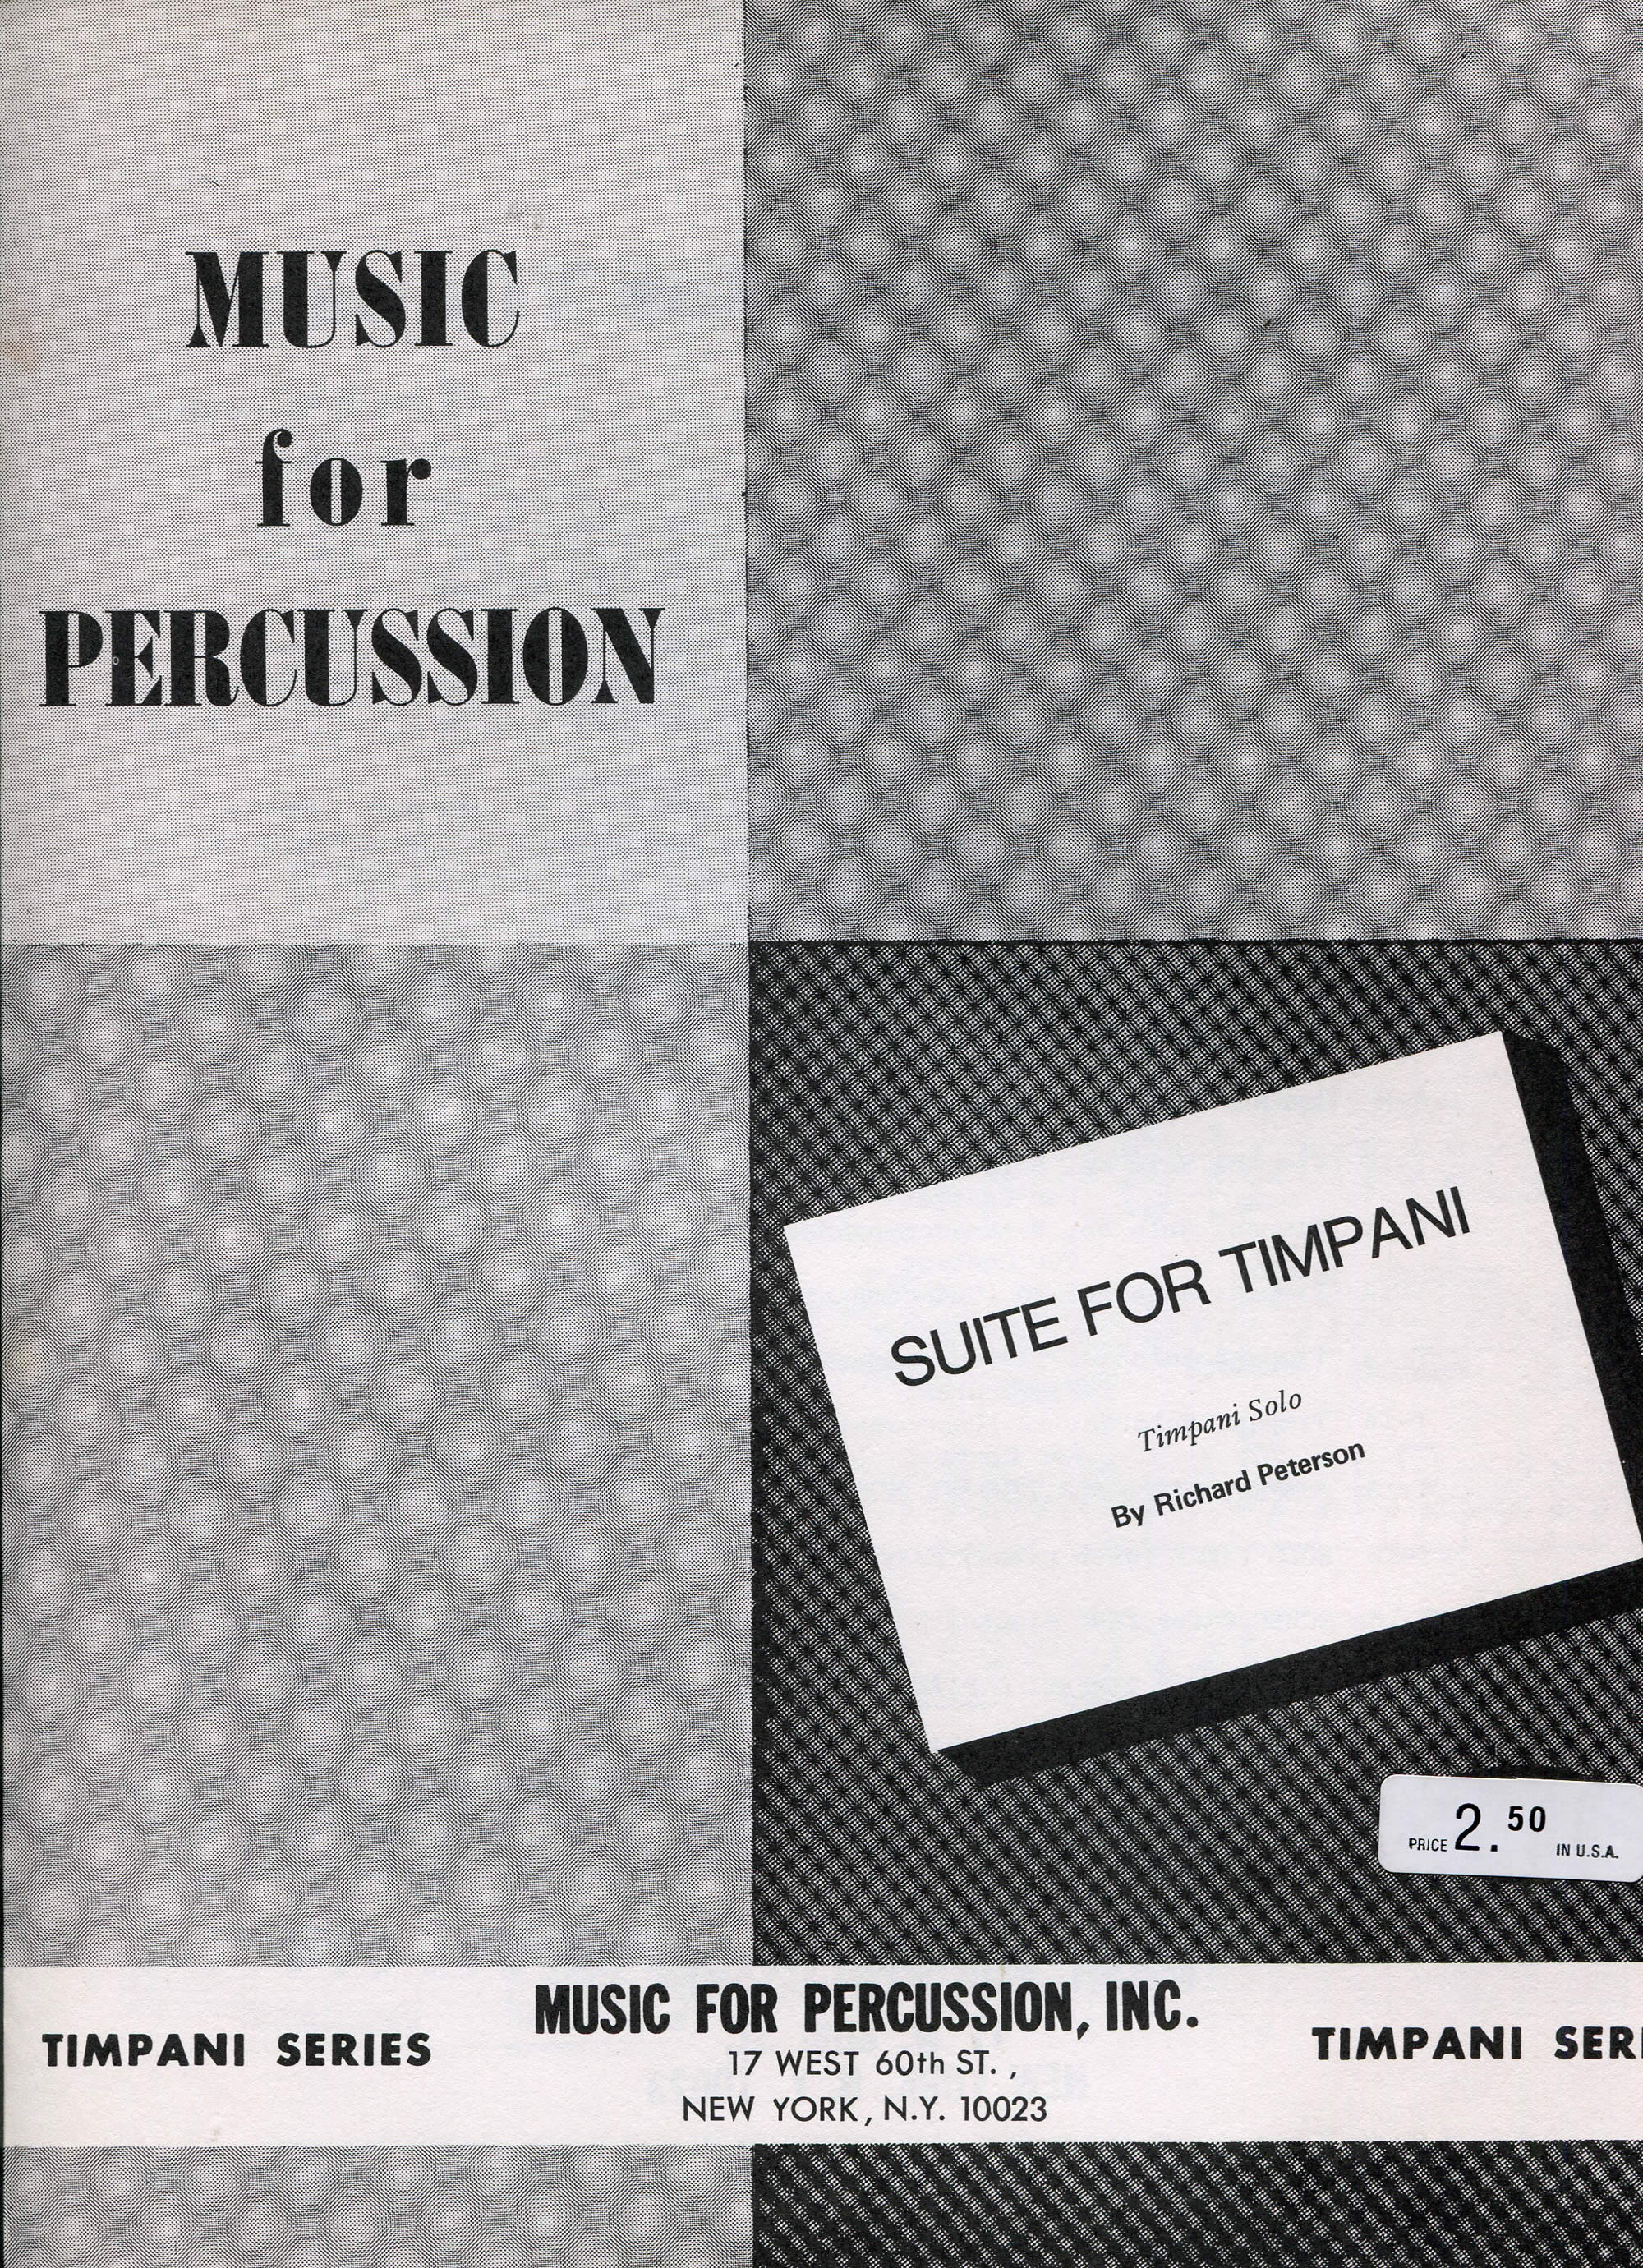 MUSIC
for
PERCUSSION
SUITE FOR TIMPANI
Timpani Solo
By Richard Peterson
PRICE 2.50 IN U.S.A.
TIMPANI SERIES
MUSIC FOR PERCUSSION, INC.
17 WEST 60th ST. ,
NEW YORK, N.Y. 10023
TIMPANI SERI